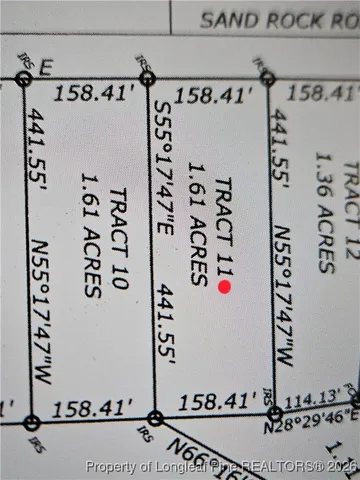 SAND ROCK RO
IRS
E
IRS
IRS
158.41'
158.41'
158.41'
441.55'
N55°17'47"W
TRACT 10
1.61 ACRES
S55°17'47"E
441.55'
TRACT 11
1.61 ACRES
441.55'
N55°17'47"W
TRACT 12
1.36 ACRES
1'
158.41'
158.41'
114.13'
N28°29'46"E
IRS
IRS
IRS
N66°16'
Property of Longleaf Pine REALTORS® 2026